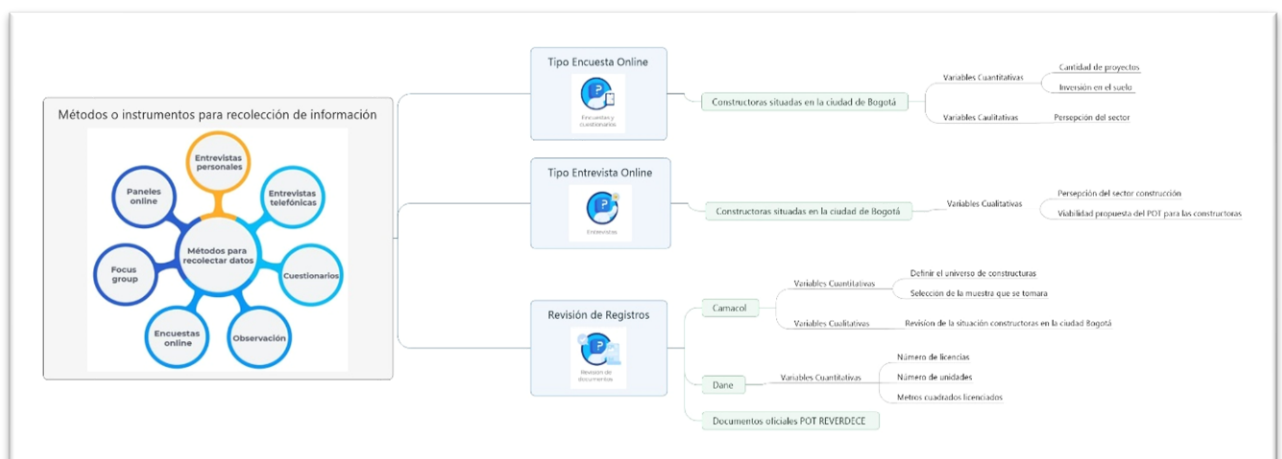 Métodos o instrumentos para recolección de información
Entrevistas
personales
Paneles
online
Entrevistas
telefónicas
Métodos para
recolectar datos
Focus
group
Cuestionarios
Encuestas
online
Observación
Tipo Encuesta Online
Encuestas y
cuestionarios
Constructoras situadas en la ciudad de Bogotá
Variables Cuantitativas
Cantidad de proyectos
Inversión en el suelo
Variables Caulitativas
Persepción del sector
Tipo Entrevista Online
Entrevistas
Constructoras situadas en la ciudad de Bogotá
Variables Cualitativas
Persepción del sector construcción
Viabilidad propuesta del POT para las constructoras
Revisión de Registros
Revisión de
documentos
Camacol
Variables Cuantitativas
Definir el universo de constructuras
Selección de la muestra que se tomara
Variables Cualitativas
Revisíon de la situación constructoras en la ciudad Bogotá
Dane
Variables Cuantitativas
Número de licencias
Número de unidades
Metros cuadrados licenciados
Documentos oficiales POT REVERDECE